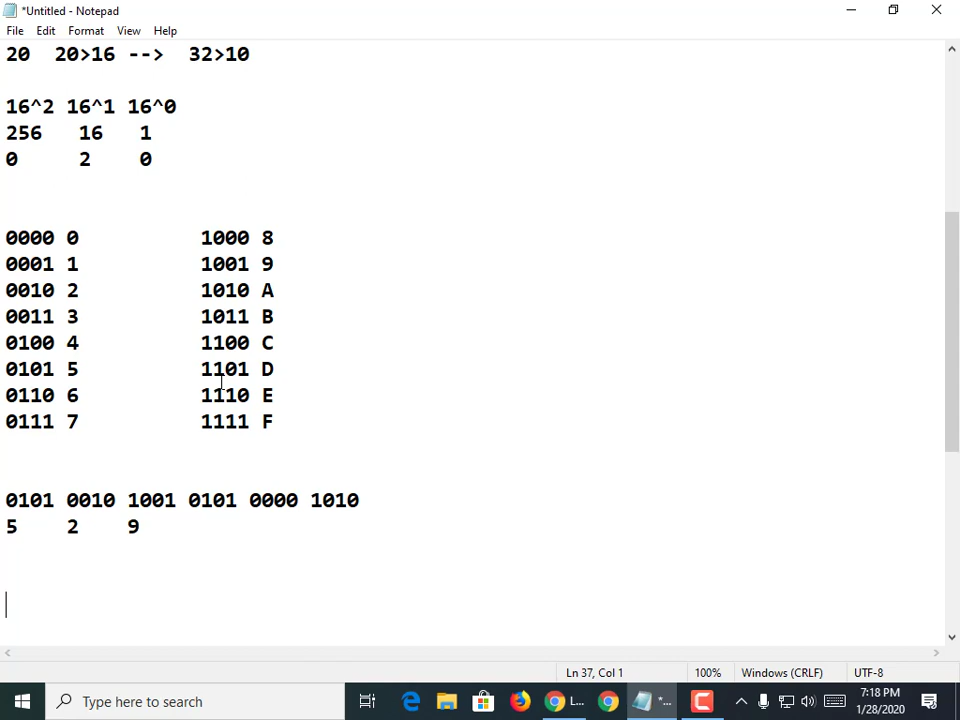 *Untitled - Notepad
File Edit Format View Help
20 20>16 --> 32>10
16^2 16^1 16^0
256 16 1
0 2 0
0000 0 1000 8
0001 1 1001 9
0010 2 1010 A
0011 3 1011 B
0100 4 1100 C
0101 5 1101 D
0110 6 1110 E
0111 7 1111 F
0101 0010 1001 0101 0000 1010
5 2 9
Ln 37, Col 1 100% Windows (CRLF) UTF-8
Type here to search L... *... 7:18 PM
1/28/2020